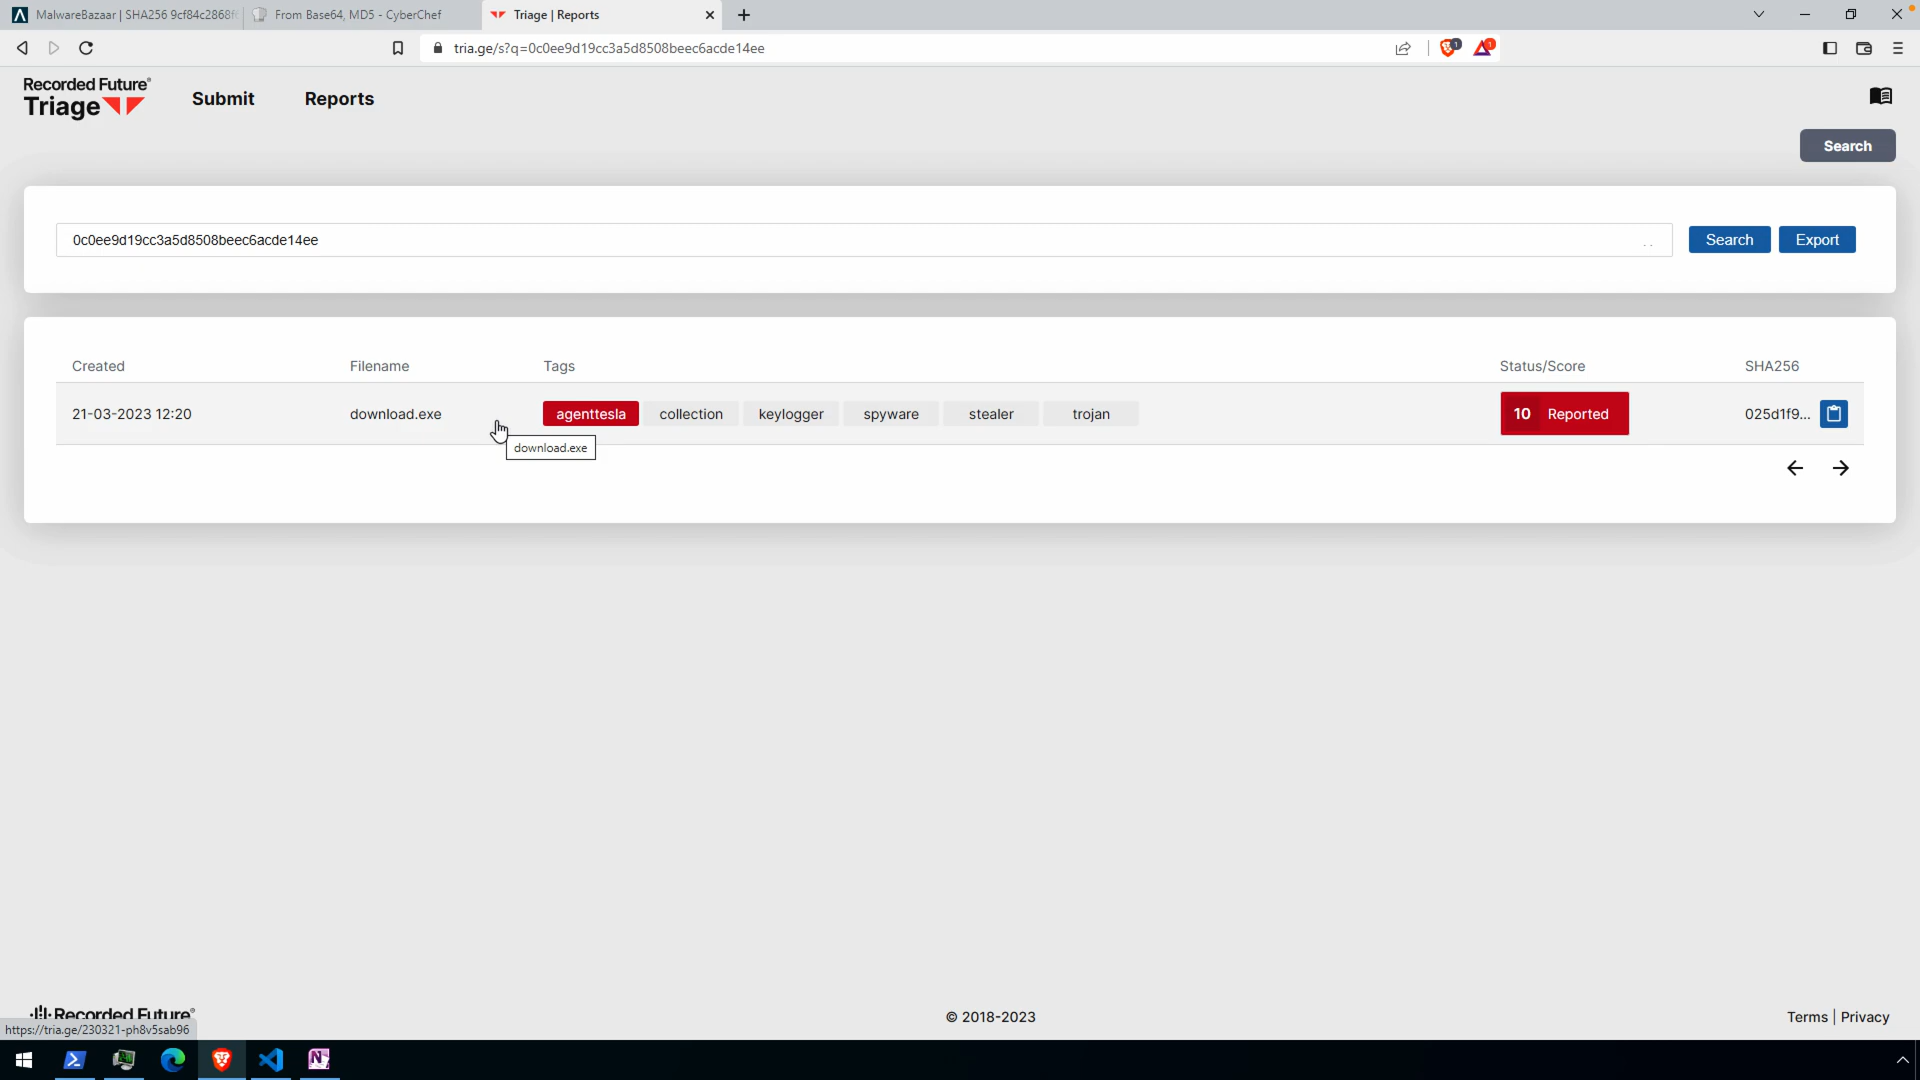 MalwareBazaar | SHA256 9cf84c2868f
From Base64, MD5 - CyberChef
Triage | Reports
tria.ge/s?q=0c0ee9d19cc3a5d8508beec6acde14ee
1
1
Recorded Future®
Triage
Submit
Reports
Search
0c0ee9d19cc3a5d8508beec6acde14ee
Search
Export
Created
Filename
Tags
Status/Score
SHA256
21-03-2023 12:20
download.exe
agenttesla
collection
keylogger
spyware
stealer
trojan
10 Reported
025d1f9...
download.exe
Recorded Future®
© 2018-2023
Terms | Privacy
https://tria.ge/230321-ph8v5sab96